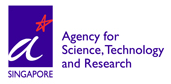 a
SINGAPORE
Agency for
Science, Technology
and Research